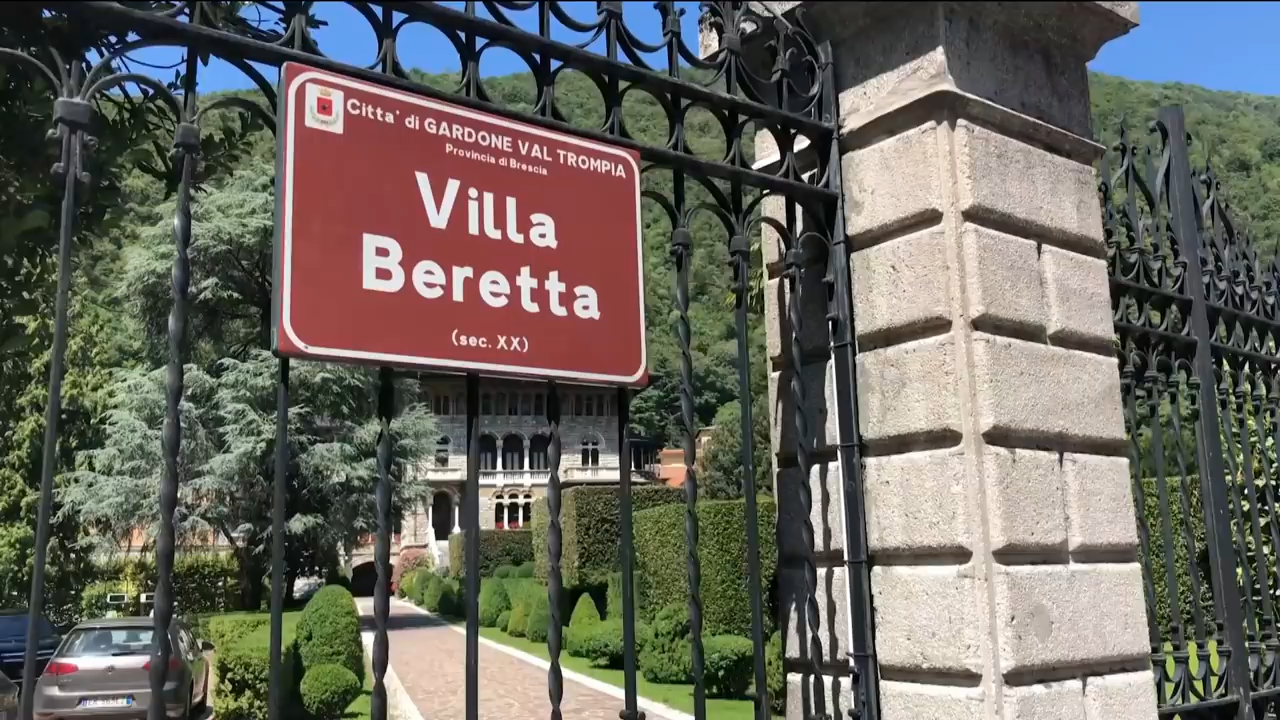 Citta' di GARDONE VAL TROMPIA
Provincia di Brescia
Villa
Beretta
(sec. XX)